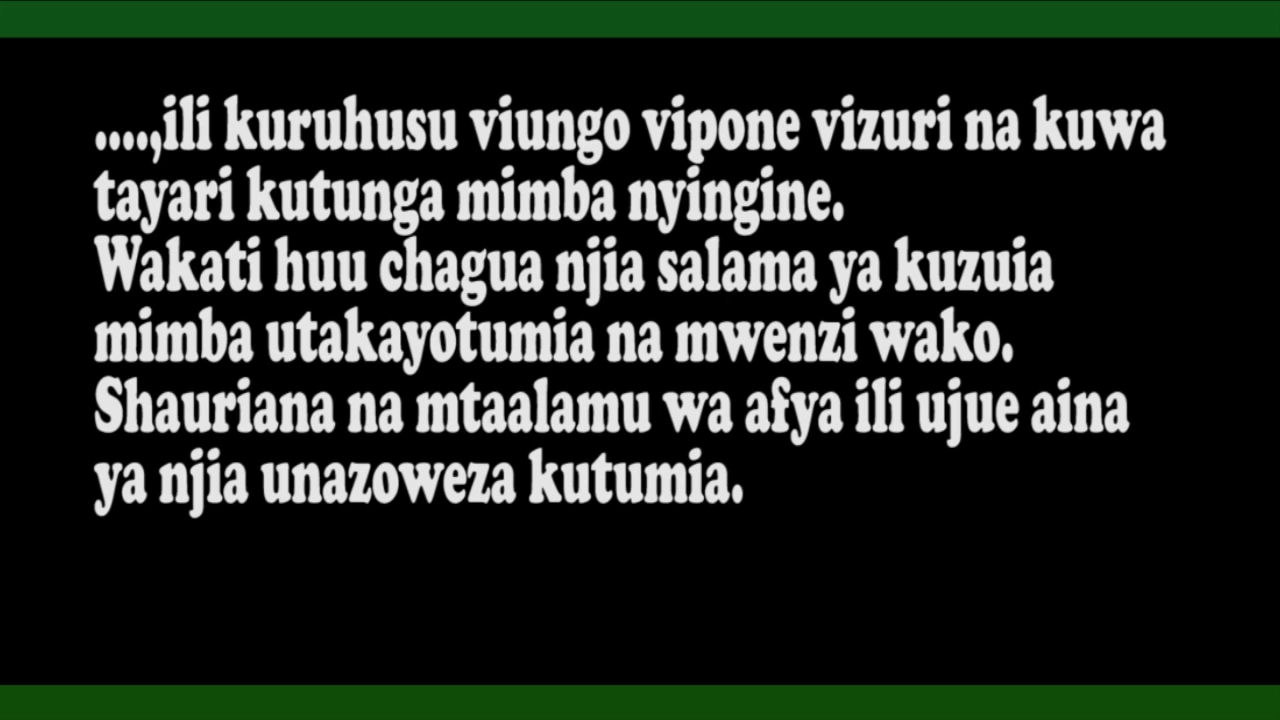 ....,ili kuruhusu viungo vipone vizuri na kuwa
tayari kutunga mimba nyingine.
Wakati huu chagua njia salama ya kuzuia
mimba utakayotumia na mwenzi wako.
Shauriana na mtaalamu wa afya ili ujue aina
ya njia unazoweza kutumia.